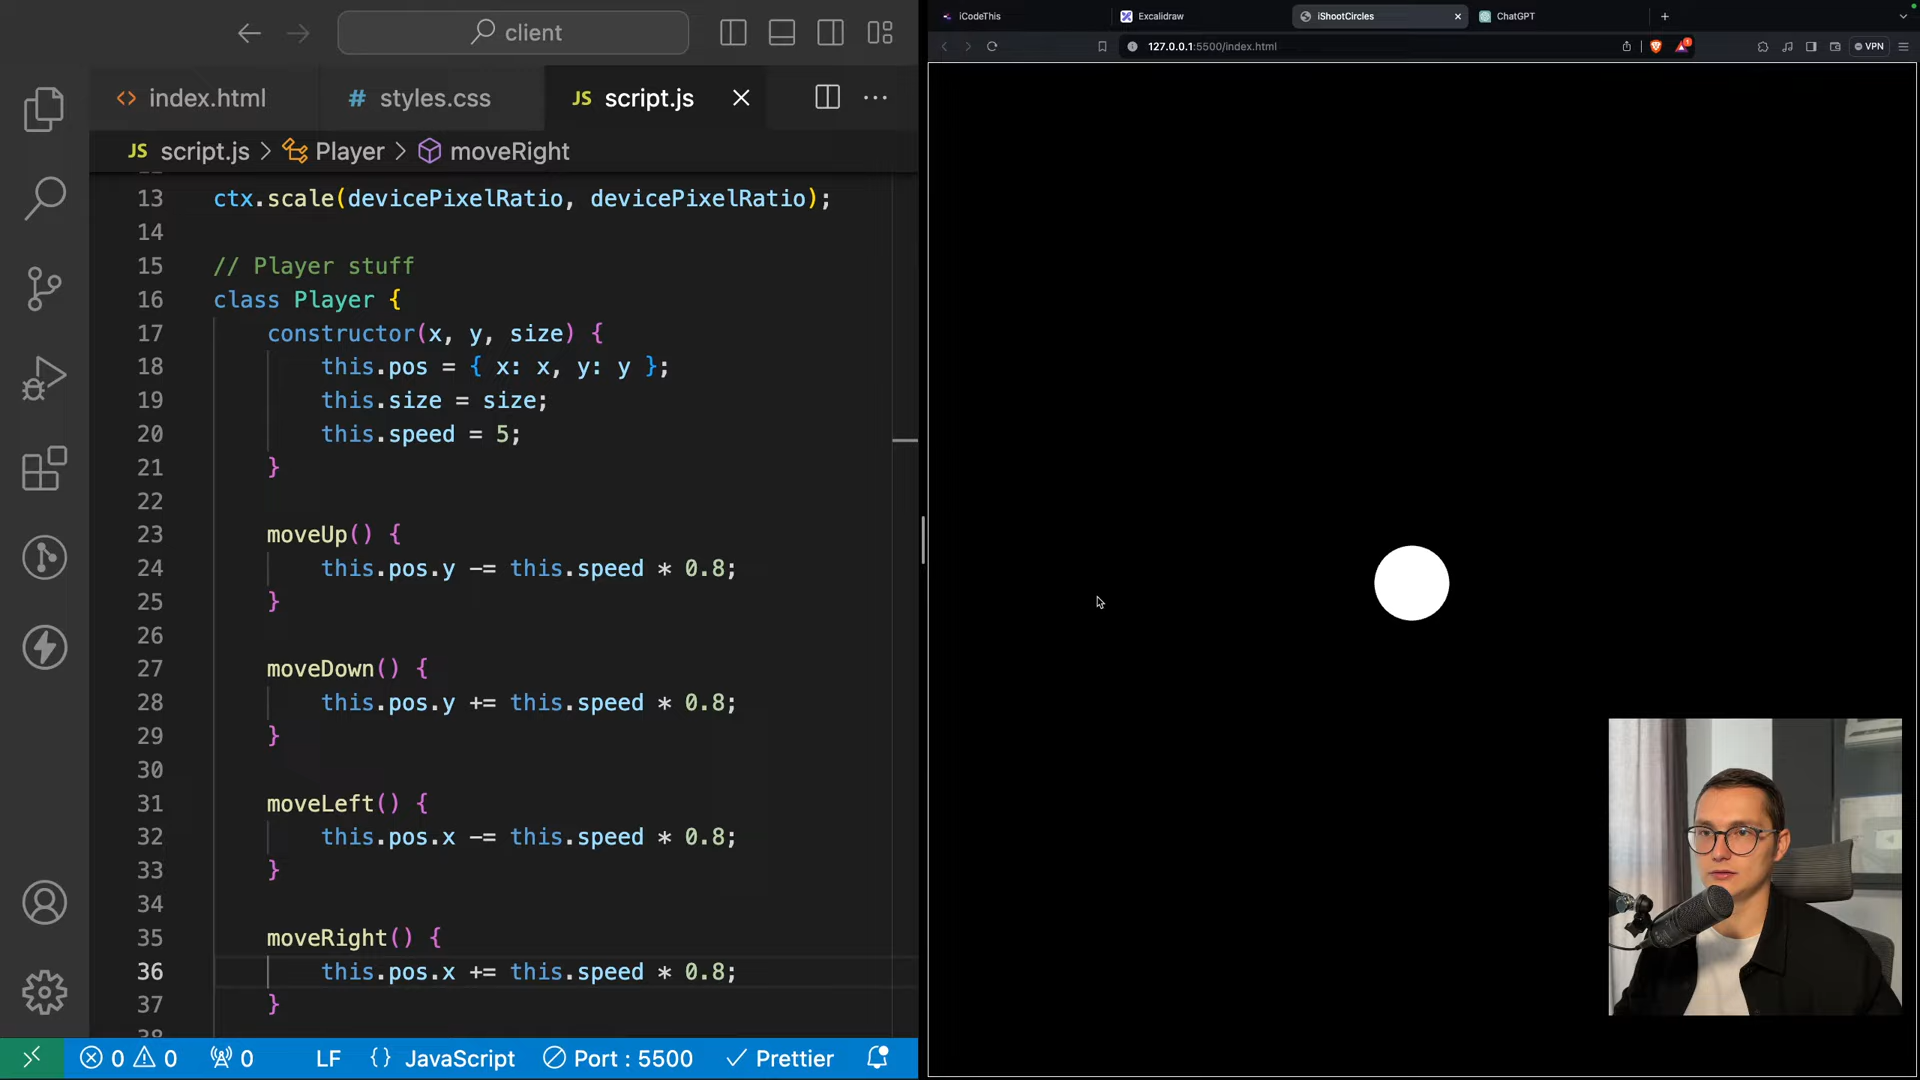 client
index.html
styles.css
JS script.js
JS script.js > Player > moveRight
13 ctx.scale(devicePixelRatio, devicePixelRatio);
14
15 // Player stuff
16 class Player {
17 constructor(x, y, size) {
18 this.pos = { x: x, y: y };
19 this.size = size;
20 this.speed = 5;
21 }
22
23 moveUp() {
24 this.pos.y -= this.speed * 0.8;
25 }
26
27 moveDown() {
28 this.pos.y += this.speed * 0.8;
29 }
30
31 moveLeft() {
32 this.pos.x -= this.speed * 0.8;
33 }
34
35 moveRight() {
36 this.pos.x += this.speed * 0.8;
37 }
38
0 0 0 LF {} JavaScript Port : 5500 Prettier
iCodeThis
Excalidraw
iShootCircles
ChatGPT
127.0.0.1:5500/index.html
1
VPN